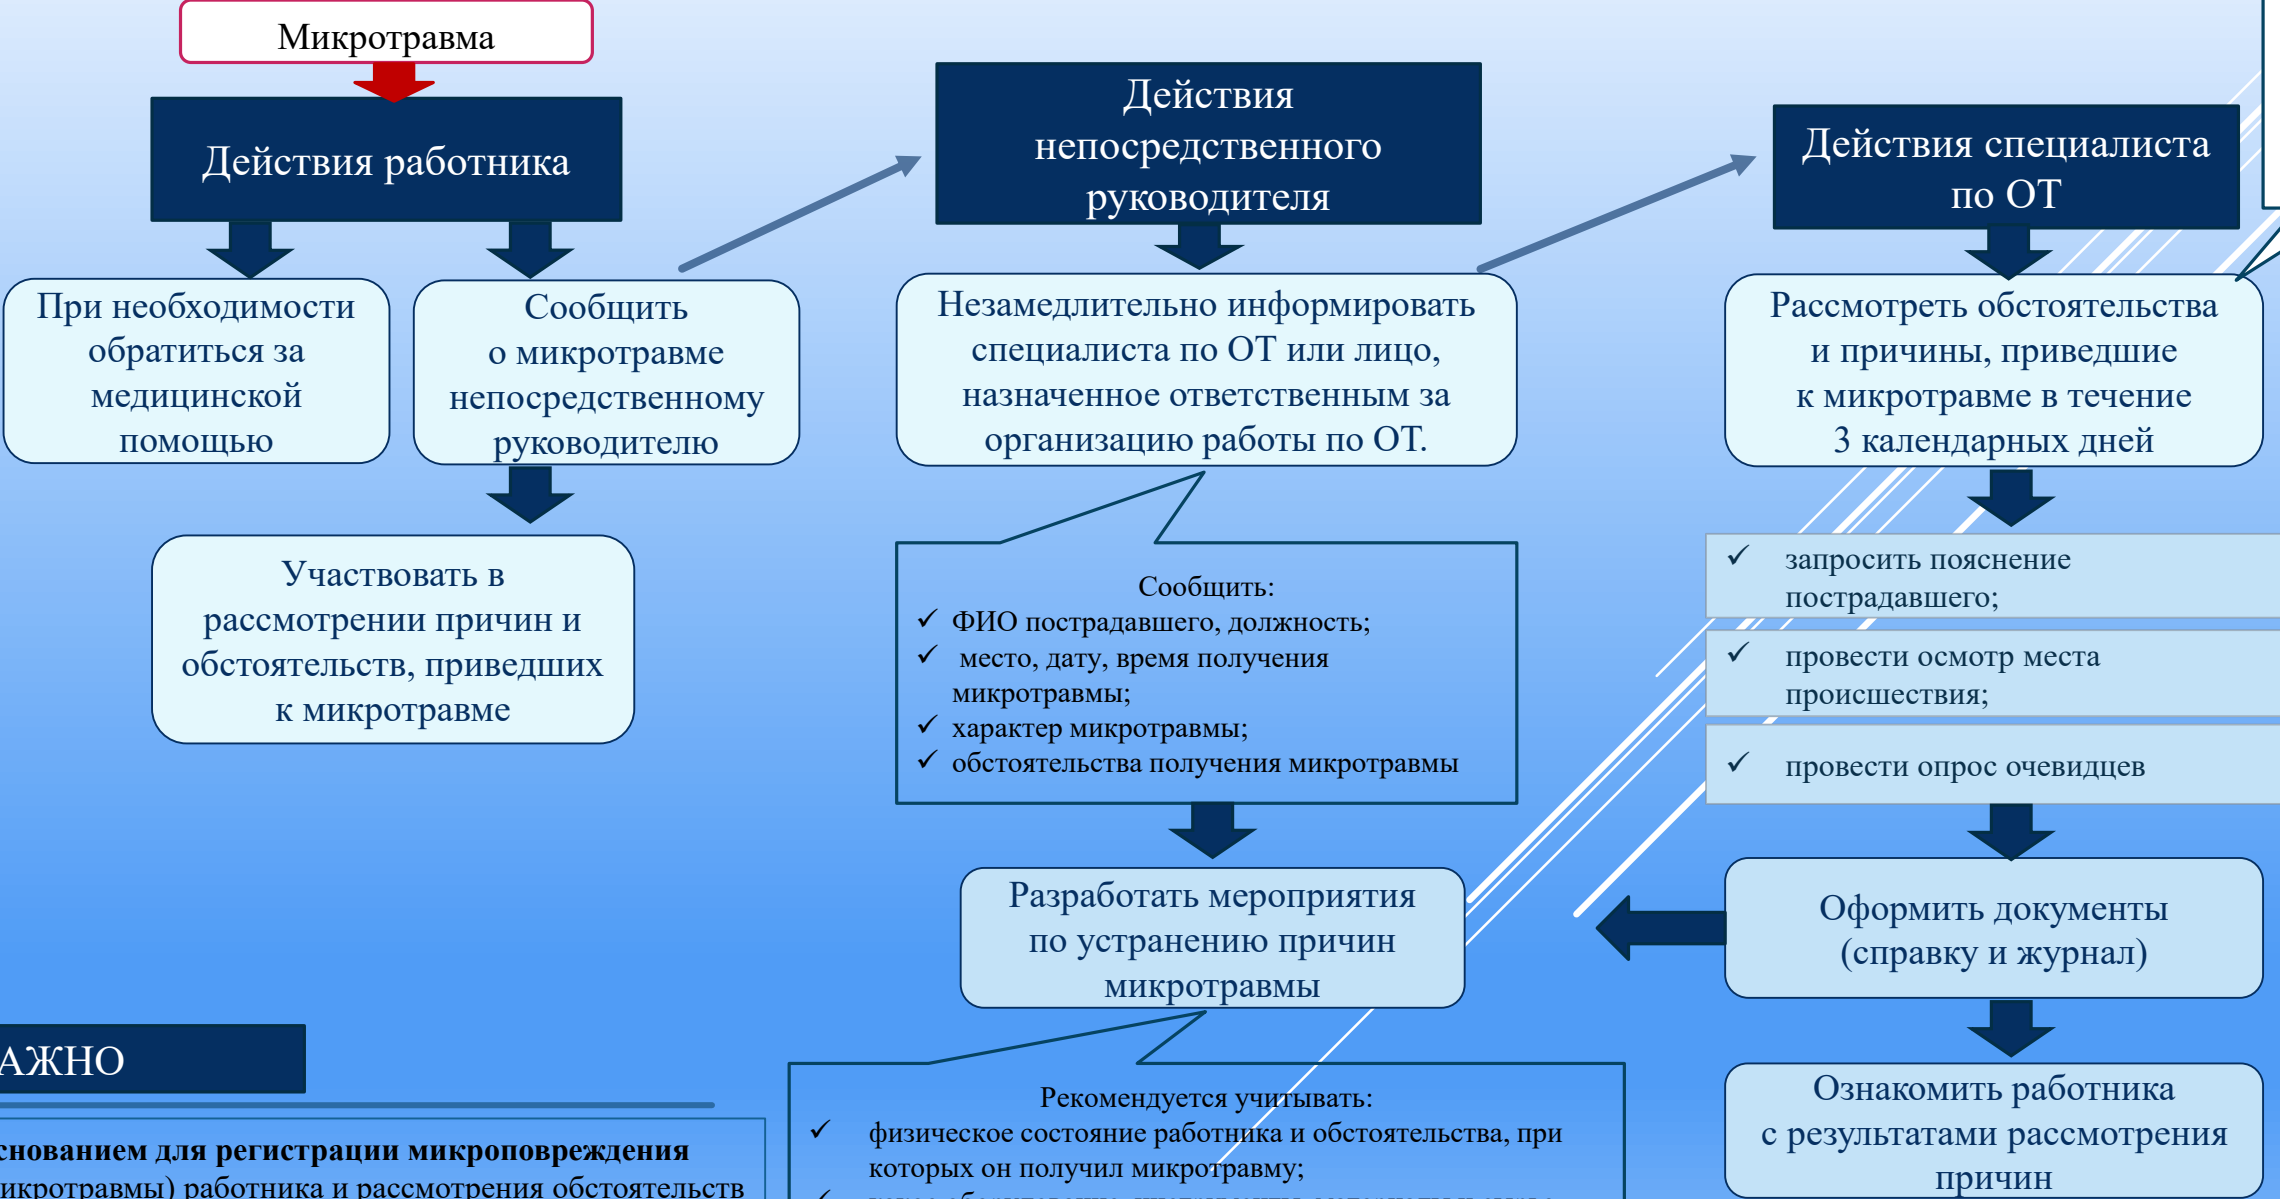 Микротравма
Действия работника
При необходимости
обратиться за
медицинской
помощью
Сообщить
о микротравме
непосредственному
руководителю
Участвовать в
рассмотрении причин и
обстоятельств, приведших
к микротравме
Действия
непосредственного
руководителя
Незамедлительно информировать
специалиста по ОТ или лицо,
назначенное ответственным за
организацию работы по ОТ.
Сообщить:
✓ ФИО пострадавшего, должность;
✓ место, дату, время получения
микротравмы;
✓ характер микротравмы;
✓ обстоятельства получения микротравмы
Разработать мероприятия
по устранению причин
микротравмы
Рекомендуется учитывать:
✓ физическое состояние работника и обстоятельства, при
которых он получил микротравму;
Действия специалиста
по ОТ
Рассмотреть обстоятельства
и причины, приведшие
к микротравме в течение
3 календарных дней
✓ запросить пояснение
пострадавшего;
✓ провести осмотр места
происшествия;
✓ провести опрос очевидцев
Оформить документы
(справку и журнал)
Ознакомить работника
с результатами рассмотрения
причин
АЖНО
снованием для регистрации микроповреждения
икротравмы) работника и рассмотрения обстоятельств